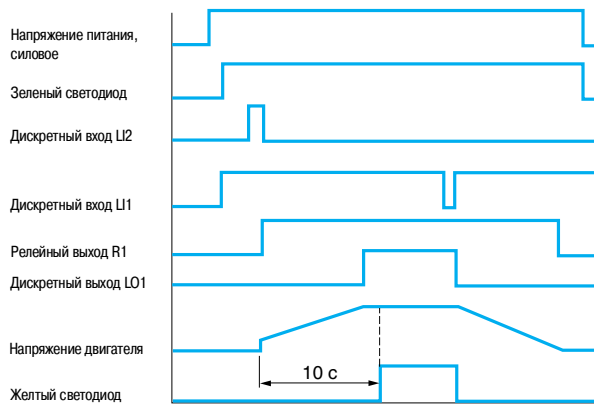 Напряжение питания,
силовое
Зеленый светодиод
Дискретный вход LI2
Дискретный вход LI1
Релейный выход R1
Дискретный выход LO1
Напряжение двигателя
10 с
Желтый светодиод